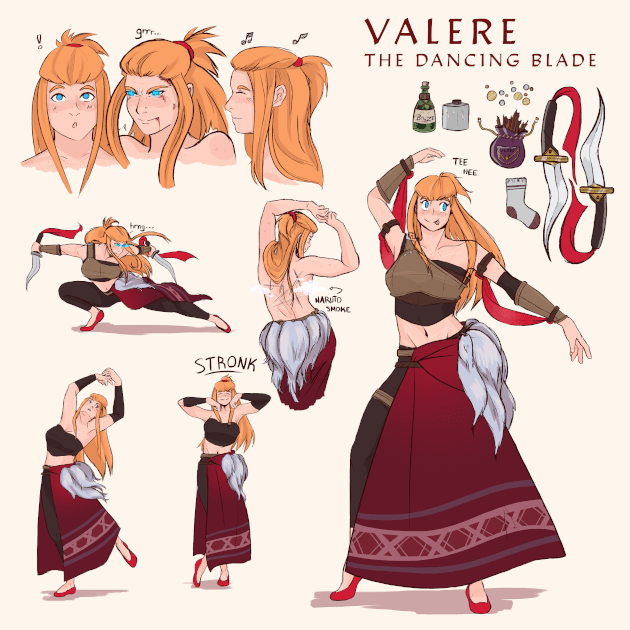 VALERE
THE DANCING BLADE
!
grrr...
TEE
HEE
hrng...
NARUTO
SMOKE
STRONK